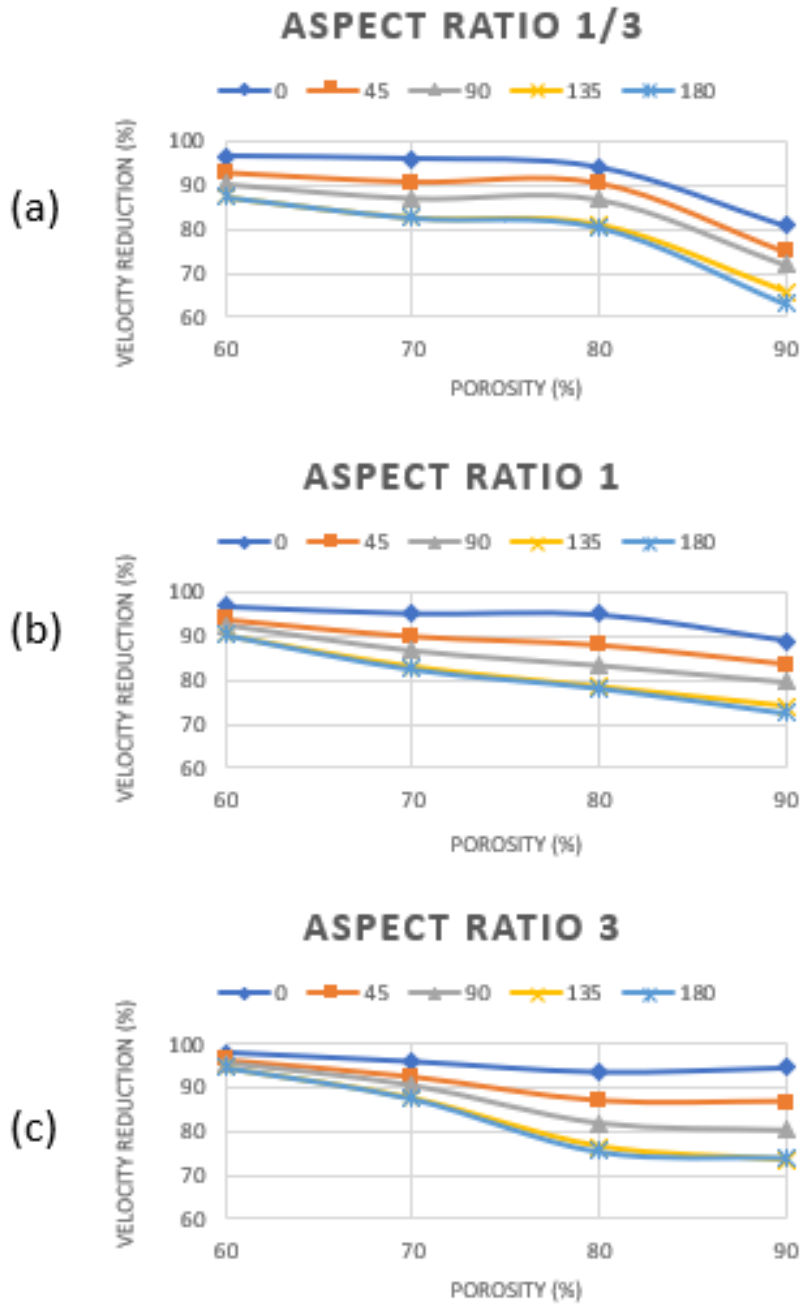 ASPECT RATIO 1/3
0 45 90 135 180
(a)
VELOCITY REDUCTION (%)
100
90
80
70
60
60 70 80 90
POROSITY (%)
ASPECT RATIO 1
0 45 90 135 180
(b)
VELOCITY REDUCTION (%)
100
90
80
70
60
60 70 80 90
POROSITY (%)
ASPECT RATIO 3
0 45 90 135 180
(c)
VELOCITY REDUCTION (%)
100
90
80
70
60
60 70 80 90
POROSITY (%)